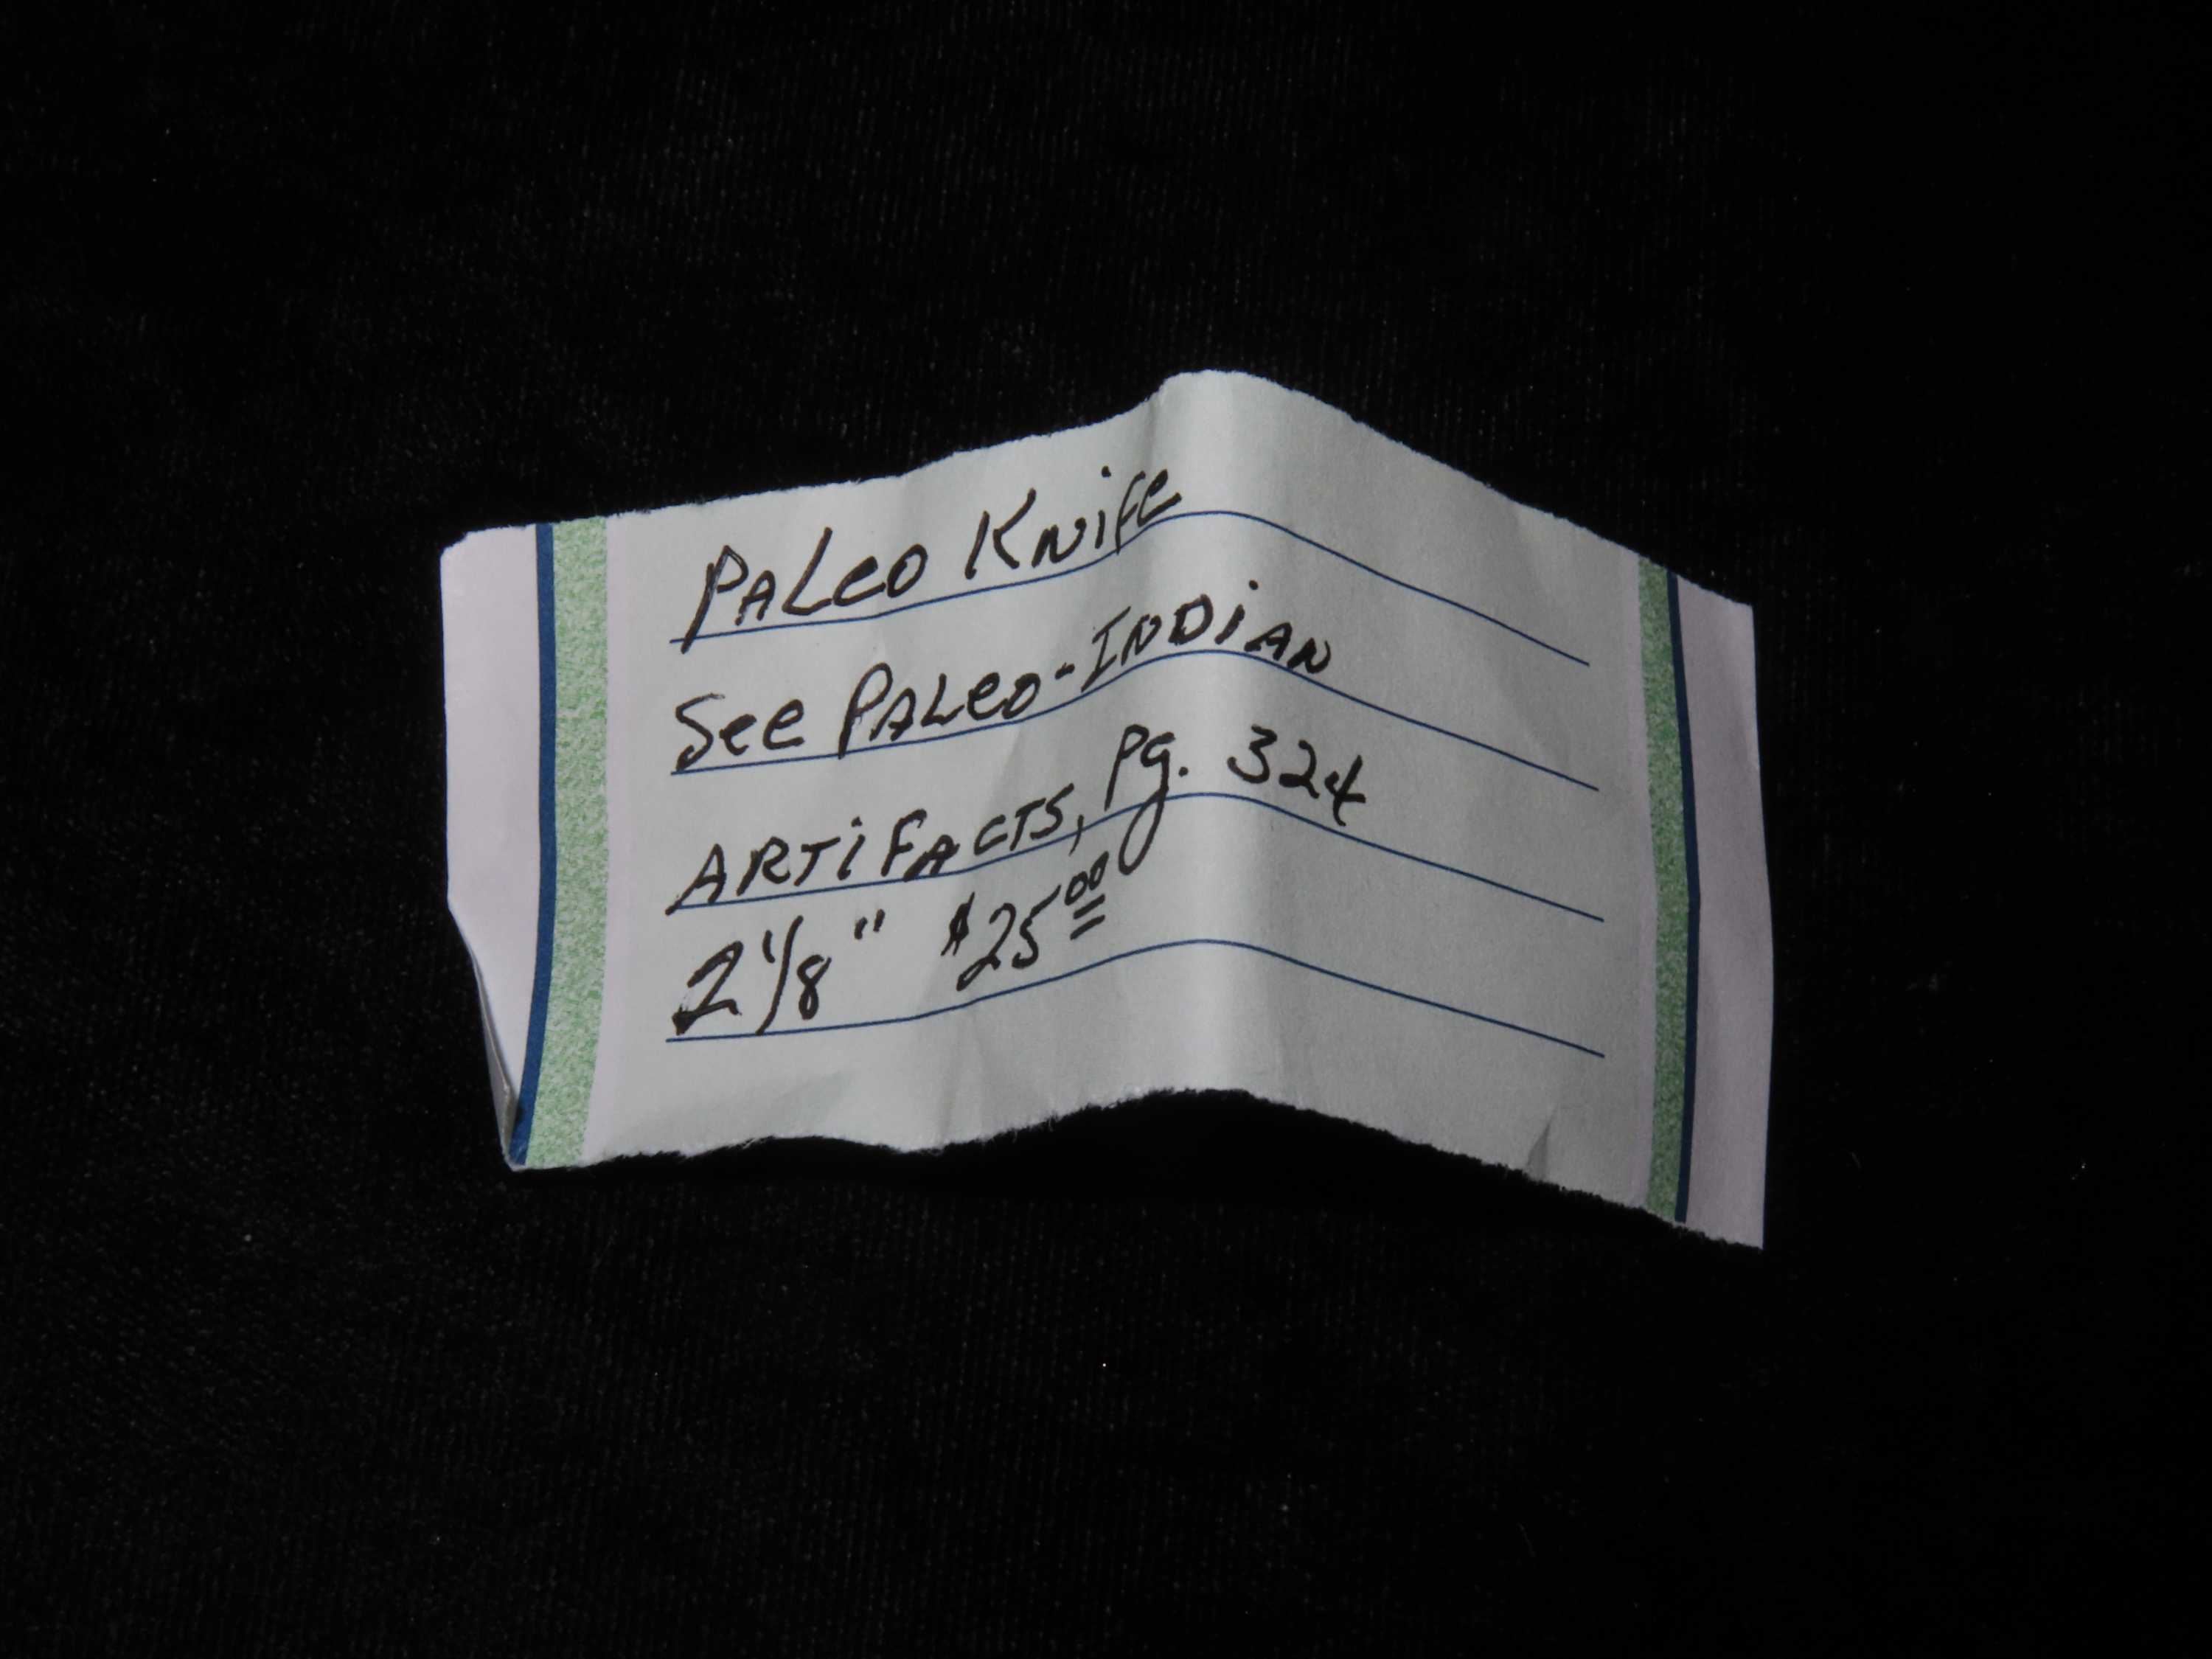 PALeo KNife
See PALeo-INDiAN
ARTiFACTS, Pg. 324
2 1/8" $25.00